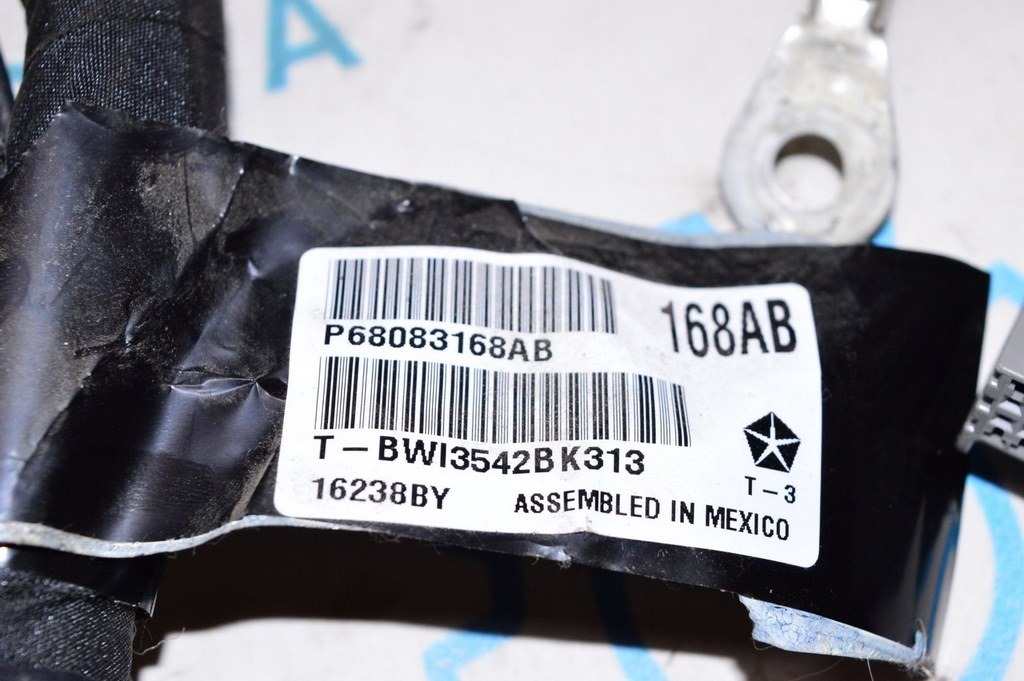 A
168AB
P68083168AB
T-BWI3542BK313
T-3
16238BY
ASSEMBLED IN MEXICO